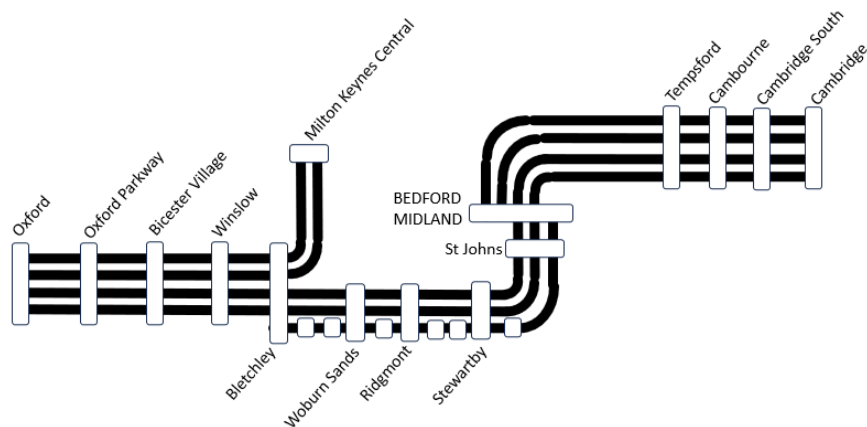 Oxford
Oxford Parkway
Bicester Village
Winslow
Bletchley
Milton Keynes Central
Woburn Sands
Ridgmont
Stewartby
St Johns
BEDFORD
MIDLAND
Tempsford
Cambourne
Cambridge South
Cambridge